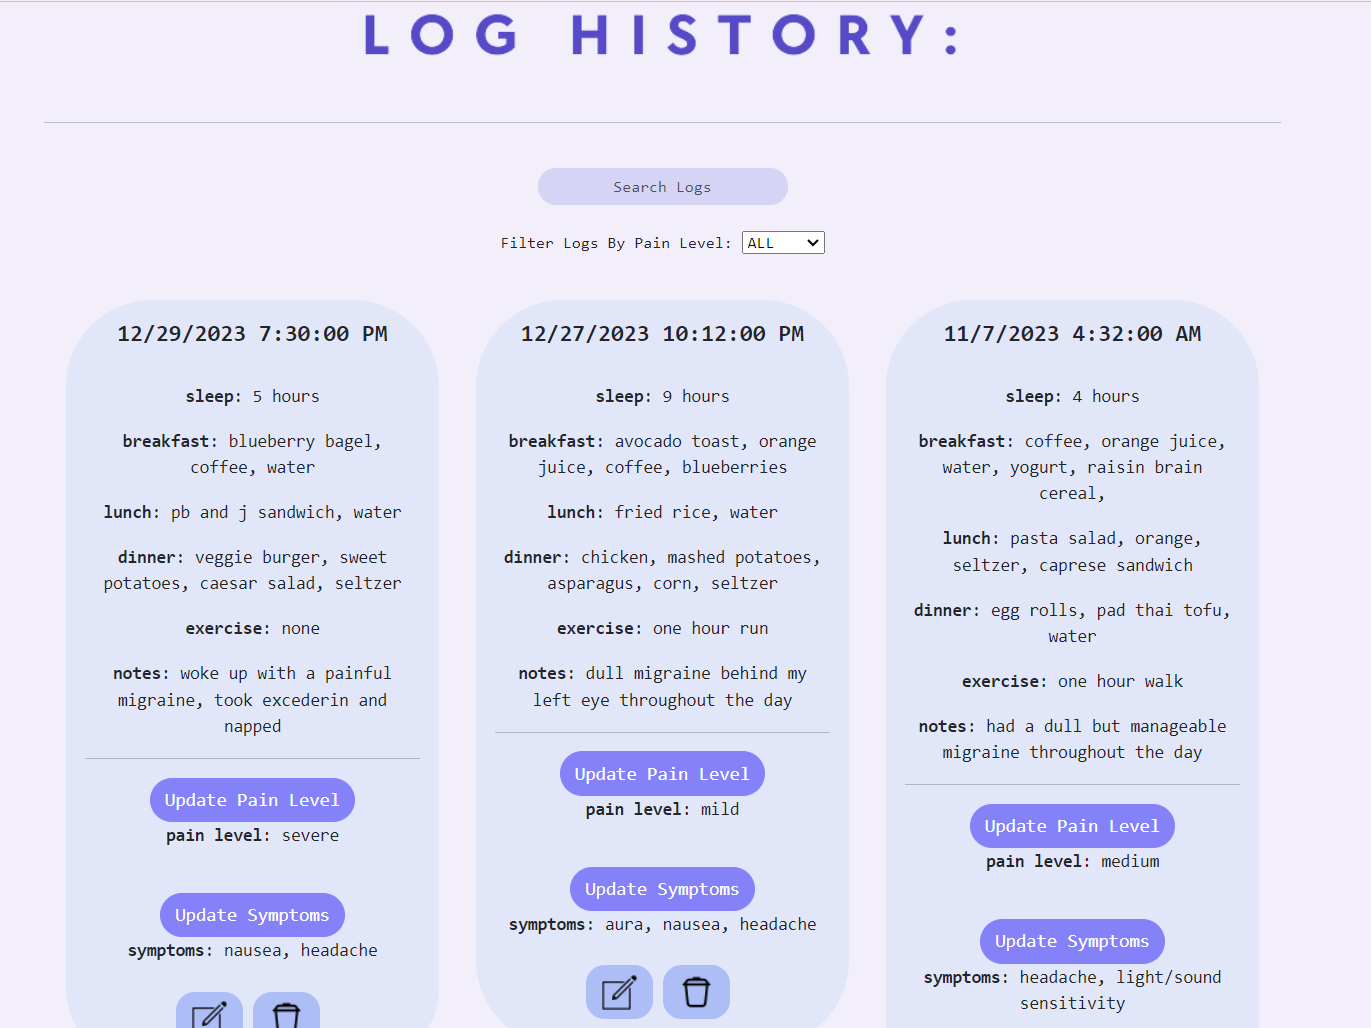 LOG HISTORY:
Search Logs
Filter Logs By Pain Level: ALL
12/29/2023 7:30:00 PM
sleep: 5 hours
breakfast: blueberry bagel,
coffee, water
lunch: pb and j sandwich, water
dinner: veggie burger, sweet
potatoes, caesar salad, seltzer
exercise: none
notes: woke up with a painful
migraine, took excederin and
napped
Update Pain Level
pain level: severe
Update Symptoms
symptoms: nausea, headache
12/27/2023 10:12:00 PM
sleep: 9 hours
breakfast: avocado toast, orange
juice, coffee, blueberries
lunch: fried rice, water
dinner: chicken, mashed potatoes,
asparagus, corn, seltzer
exercise: one hour run
notes: dull migraine behind my
left eye throughout the day
Update Pain Level
pain level: mild
Update Symptoms
symptoms: aura, nausea, headache
11/7/2023 4:32:00 AM
sleep: 4 hours
breakfast: coffee, orange juice,
water, yogurt, raisin brain
cereal,
lunch: pasta salad, orange,
seltzer, caprese sandwich
dinner: egg rolls, pad thai tofu,
water
exercise: one hour walk
notes: had a dull but manageable
migraine throughout the day
Update Pain Level
pain level: medium
Update Symptoms
symptoms: headache, light/sound
sensitivity